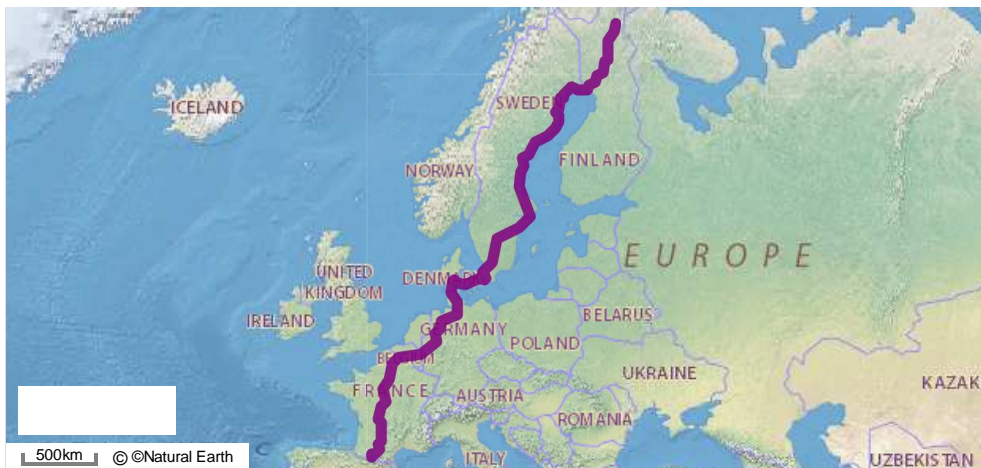 ICELAND
SWEDEN
FINLAND
NORWAY
EUROPE
UNITED
KINGDOM
DENMARK
IRELAND
BELARUS
GERMANY
POLAND
BELGIUM
UKRAINE
KAZAK
FRANCE
AUSTRIA
ROMANIA
ITALY
UZBEKISTAN
500km © ©Natural Earth